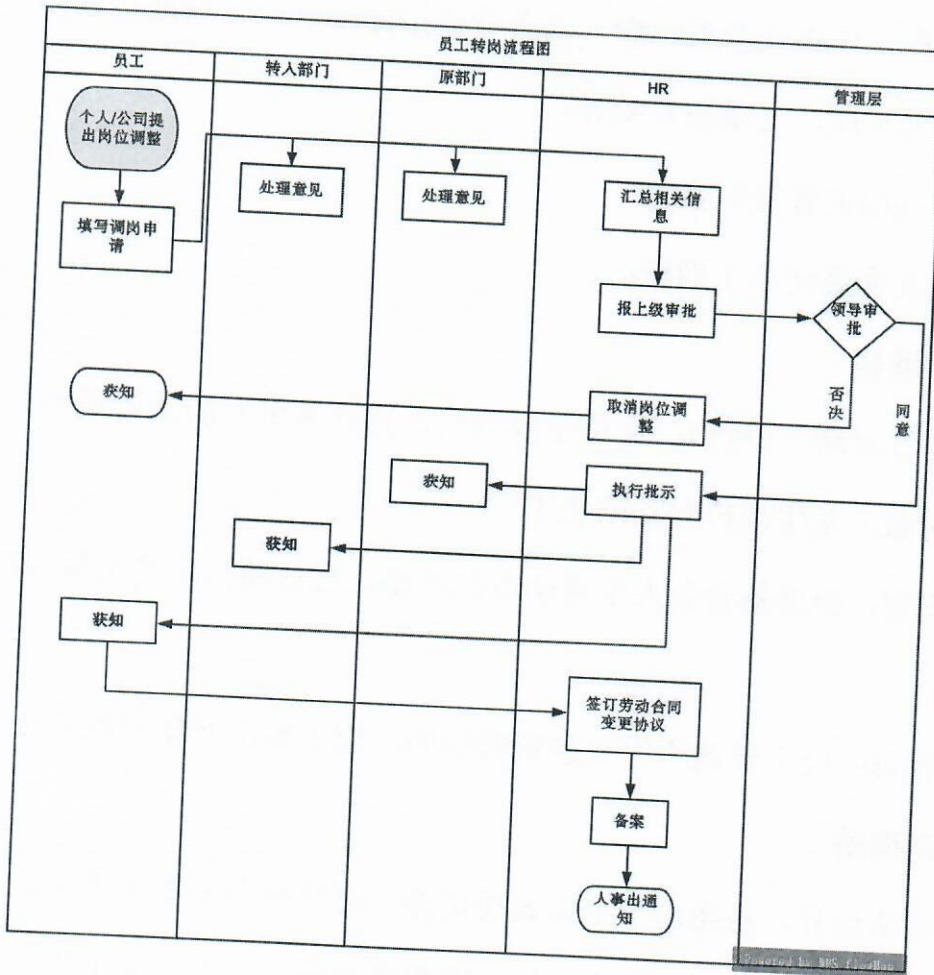 员工转岗流程图
员工
转入部门
原部门
HR
管理层
个人/公司提
出岗位调整
处理意见
处理意见
汇总相关信
息
填写调岗申
请
报上级审批
领导审
批
否决
同意
获知
取消岗位调
整
获知
执行批示
获知
获知
签订劳动合同
变更协议
备案
人事出通
知